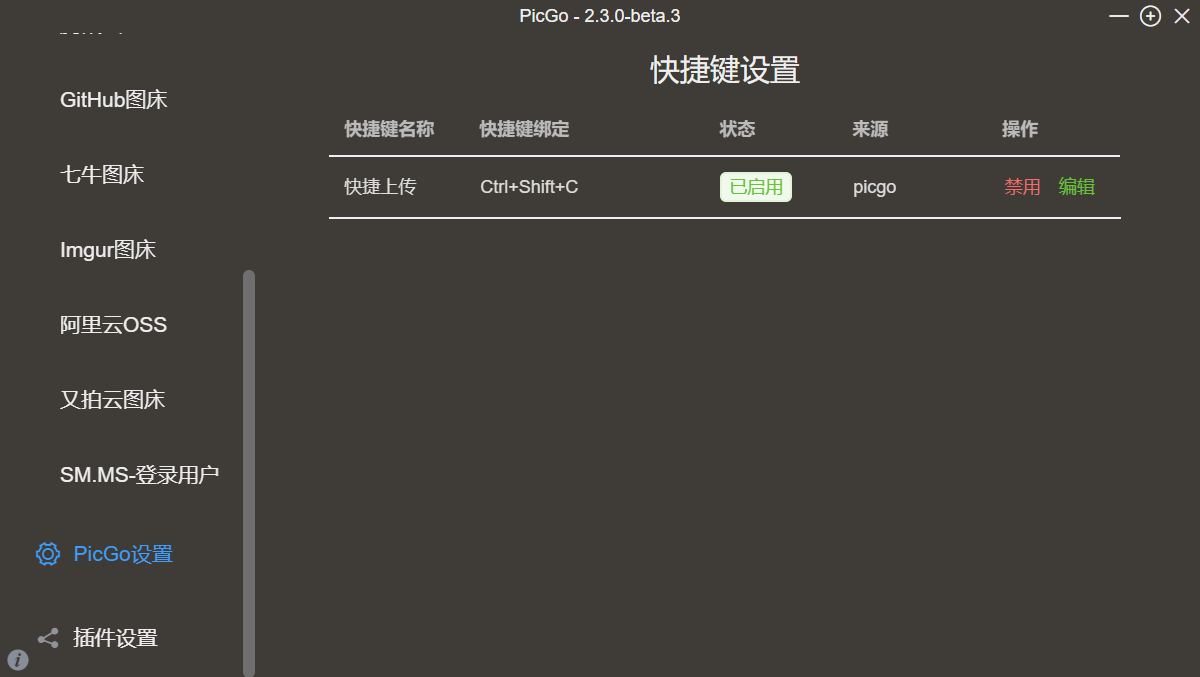 PicGo - 2.3.0-beta.3
GitHub图床
七牛图床
Imgur图床
阿里云OSS
又拍云图床
SM.MS-登录用户
PicGo设置
插件设置
快捷键设置
快捷键名称 快捷键绑定 状态 来源 操作
快捷上传 Ctrl+Shift+C 已启用 picgo 禁用 编辑